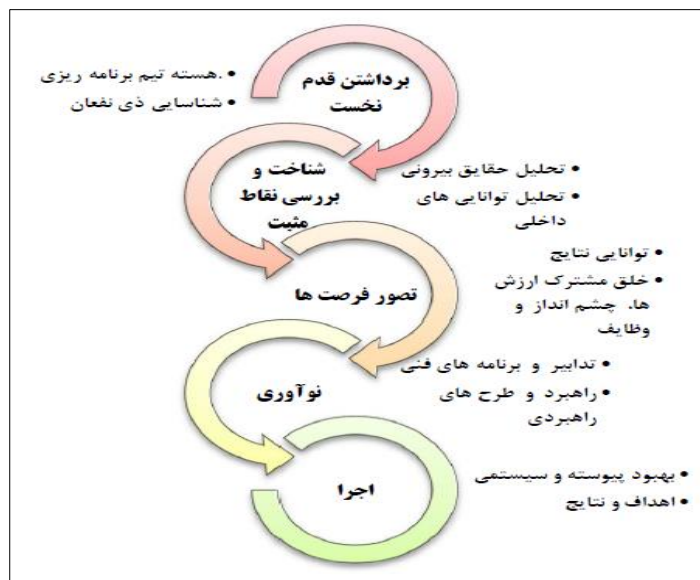 برداشتن قدم
نخست
• .هسته تیم برنامه ریزی
• شناسایی ذی نفعان
شناخت و
بررسی نقاط
مثبت
• تحلیل حقایق بیرونی
• تحلیل توانایی های
داخلی
تصور فرصت ها
• توانایی نتایج
• خلق مشترک ارزش
ها، چشم انداز و
وظایف
نوآوری
• تدابیر و برنامه های فنی
• راهبرد و طرح های
راهبردی
اجرا
• بهبود پیوسته و سیستمی
• اهداف و نتایج